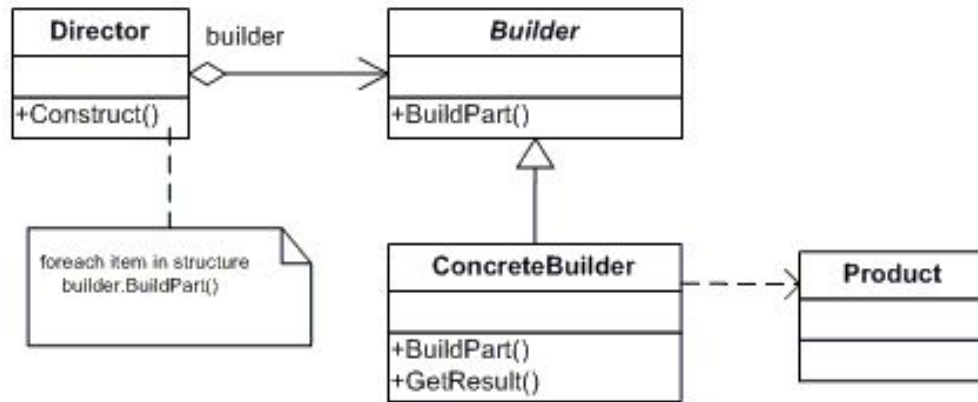 Director
builder
+Construct()
Builder
+BuildPart()
foreach item in structure
builder.BuildPart()
ConcreteBuilder
+BuildPart()
+GetResult()
Product